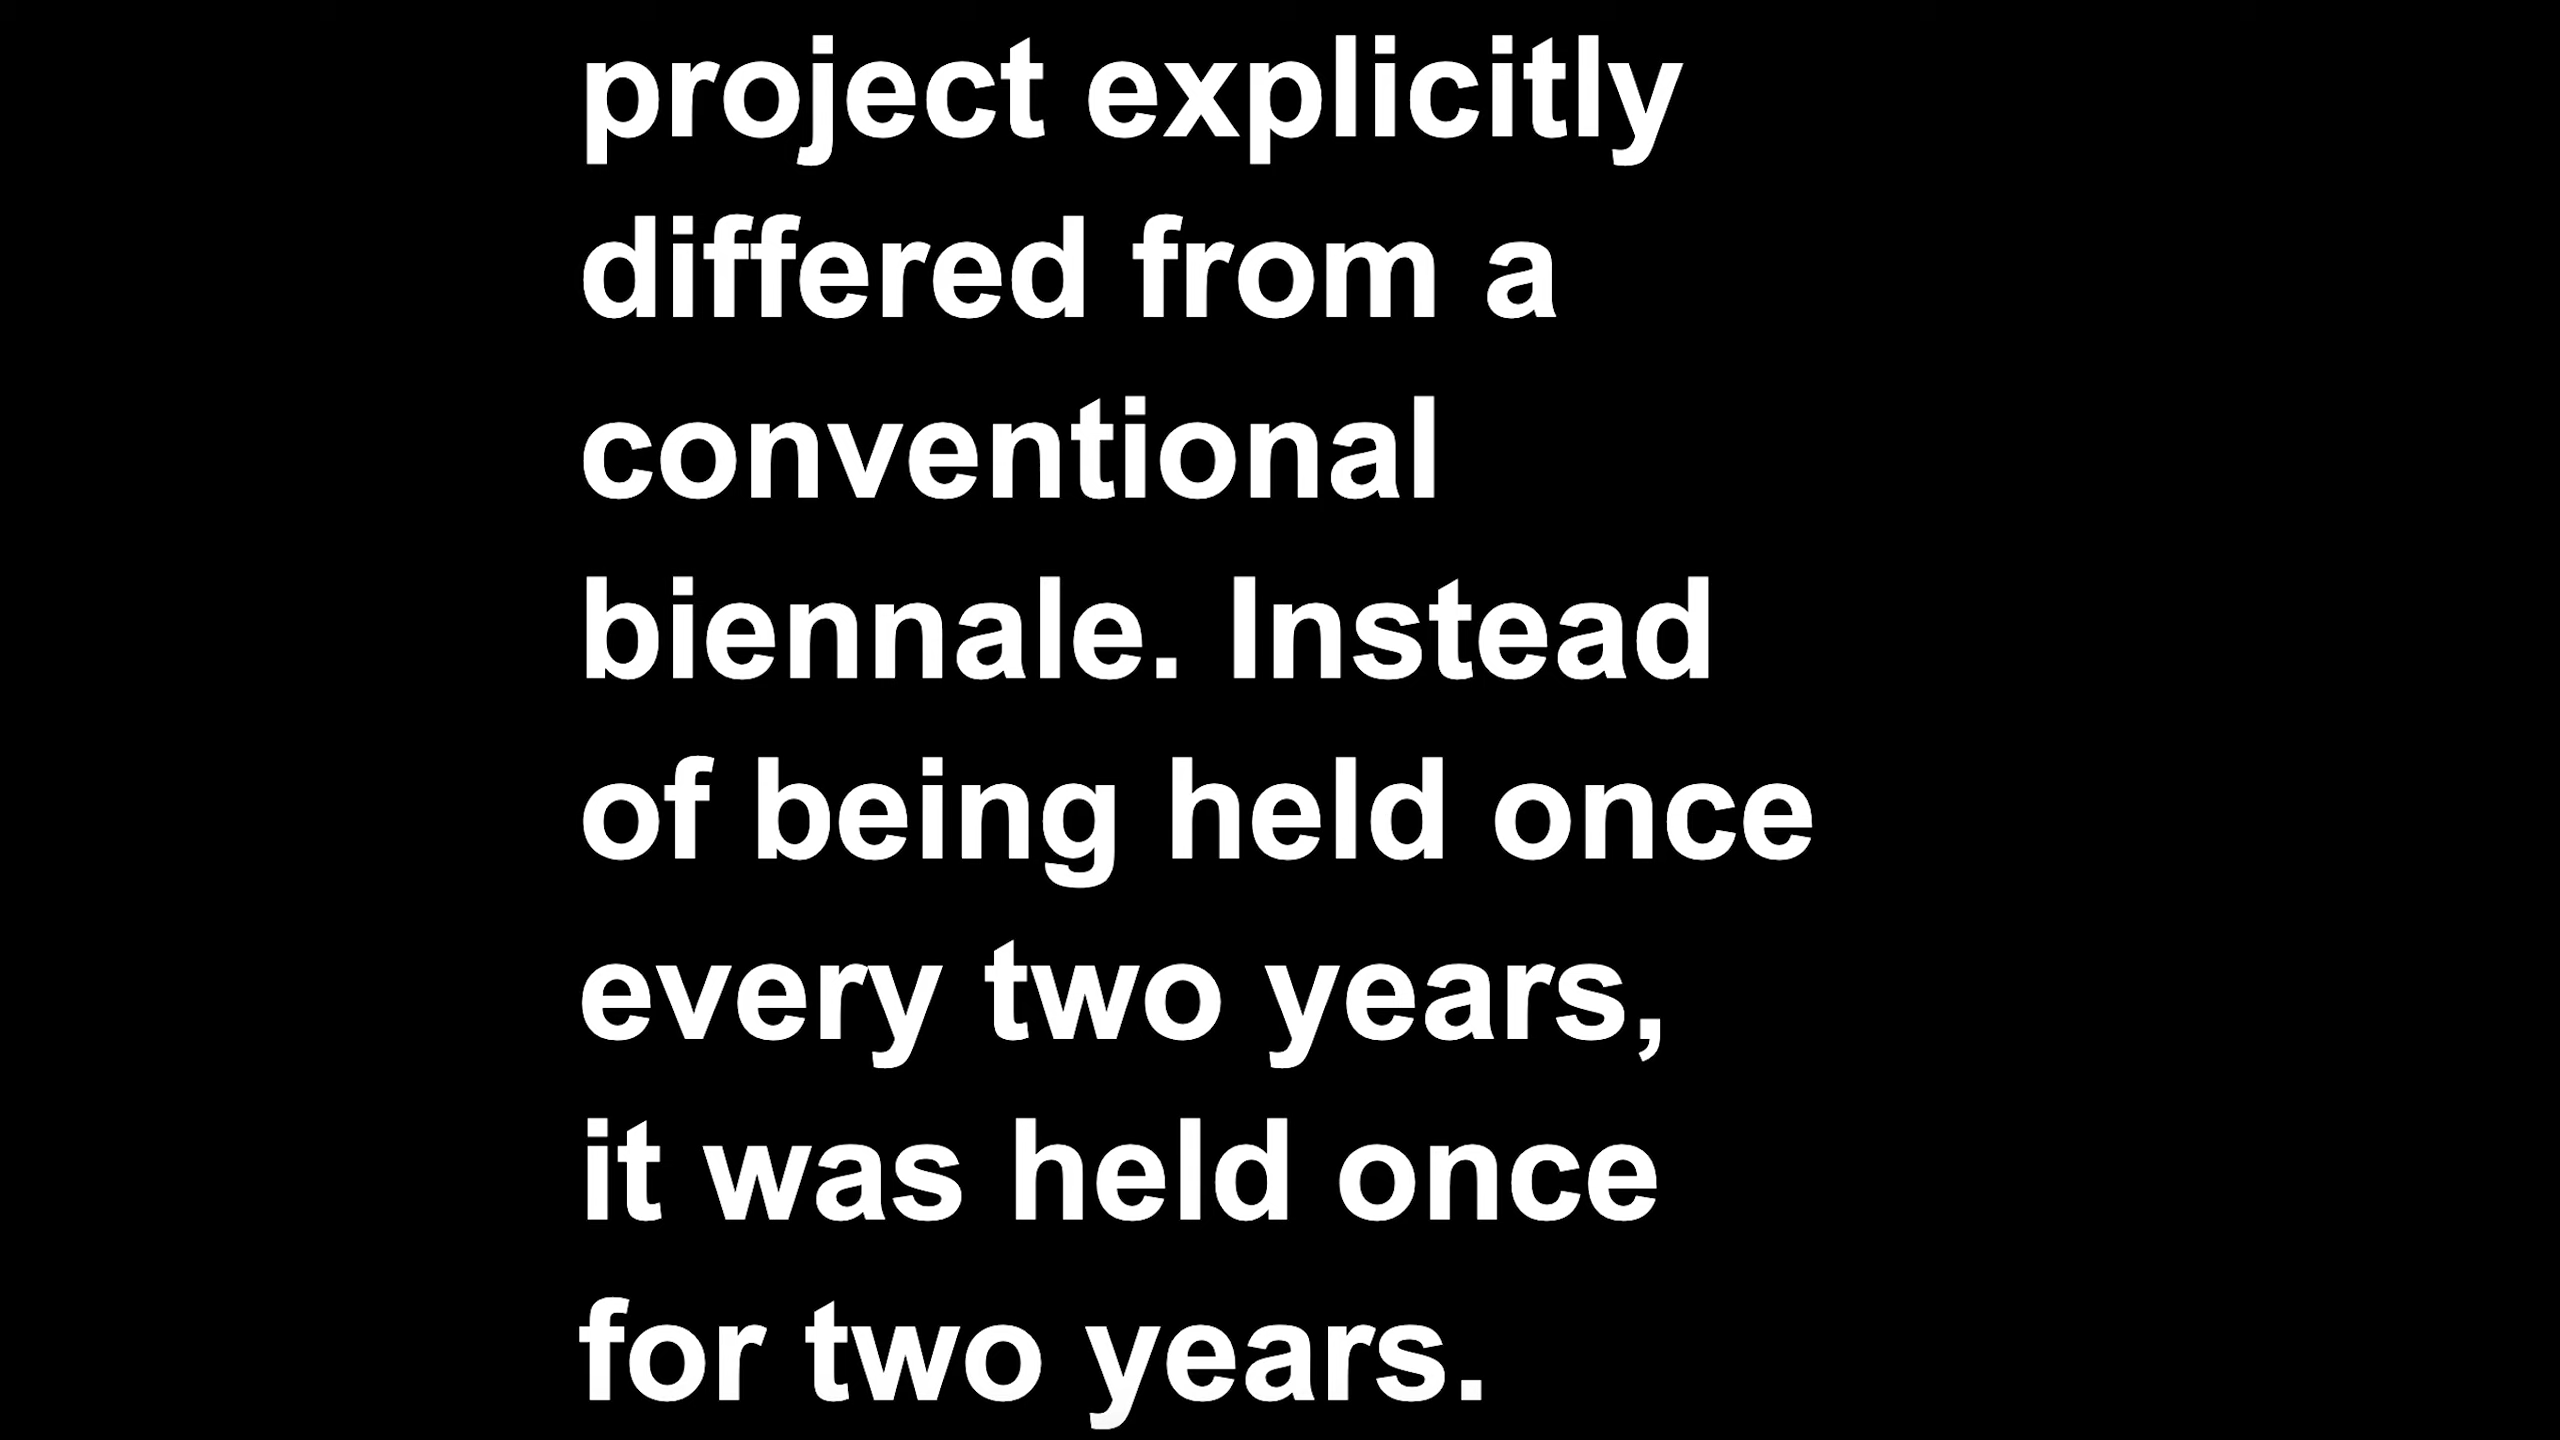 project explicitly
differed from a
conventional
biennale. Instead
of being held once
every two years,
it was held once
for two years.